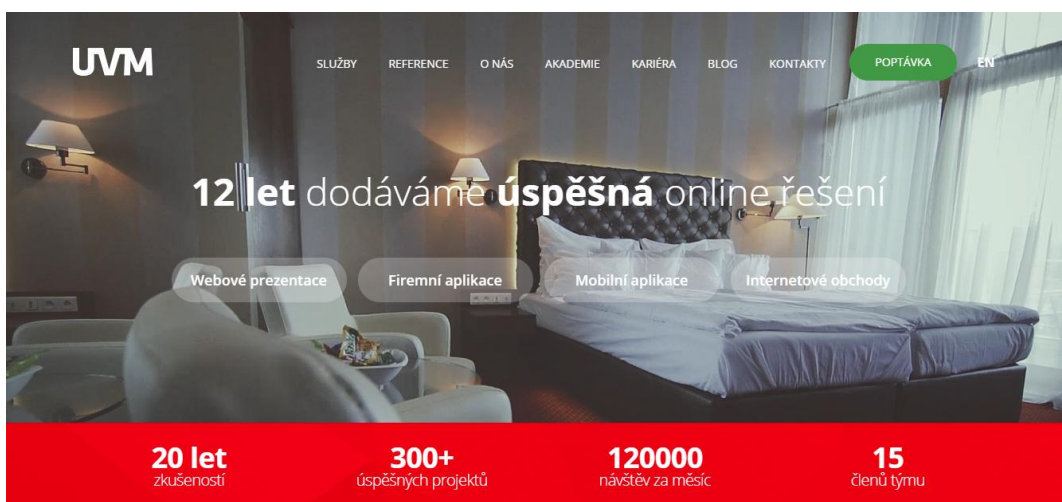 UVM
SLUŽBY REFERENCE O NÁS AKADEMIE KARIÉRA BLOG KONTAKTY POPTÁVKA EN
12 let dodáváme úspěšná online řešení
Webové prezentace Firemní aplikace Mobilní aplikace Internetové obchody
20 let 300+ 120000 15
zkušeností úspěšných projektů návštěv za měsíc členů týmu